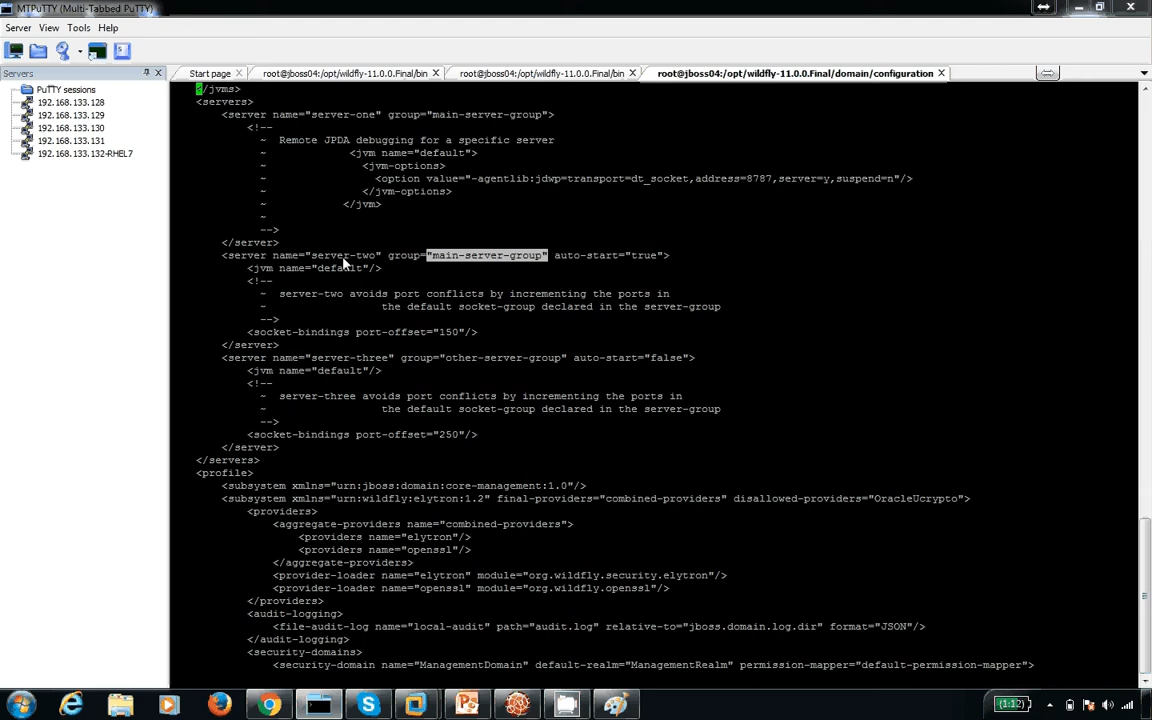 MTPuTTY (Multi-Tabbed PuTTY)
Server View Tools Help
Servers
PuTTY sessions
192.168.133.128
192.168.133.129
192.168.133.130
192.168.133.131
192.168.133.132-RHEL7
Start page root@jboss04:/opt/wildfly-11.0.0.Final/bin root@jboss04:/opt/wildfly-11.0.0.Final/bin root@jboss04:/opt/wildfly-11.0.0.Final/domain/configuration
</jvms>
<servers>
<server name="server-one" group="main-server-group">
<!--
~ Remote JPDA debugging for a specific server
~ <jvm name="default">
~ <jvm-options>
~ <option value="-agentlib:jdwp=transport=dt_socket,address=8787,server=y,suspend=n"/>
~ </jvm-options>
~ </jvm>
~
-->
</server>
<server name="server-two" group="main-server-group" auto-start="true">
<jvm name="default"/>
<!--
~ server-two avoids port conflicts by incrementing the ports in
~ the default socket-group declared in the server-group
-->
<socket-bindings port-offset="150"/>
</server>
<server name="server-three" group="other-server-group" auto-start="false">
<jvm name="default"/>
<!--
~ server-three avoids port conflicts by incrementing the ports in
~ the default socket-group declared in the server-group
-->
<socket-bindings port-offset="250"/>
</server>
</servers>
<profile>
<subsystem xmlns="urn:jboss:domain:core-management:1.0"/>
<subsystem xmlns="urn:wildfly:elytron:1.2" final-providers="combined-providers" disallowed-providers="OracleUcrypto">
<providers>
<aggregate-providers name="combined-providers">
<providers name="elytron"/>
<providers name="openssl"/>
</aggregate-providers>
<provider-loader name="elytron" module="org.wildfly.security.elytron"/>
<provider-loader name="openssl" module="org.wildfly.openssl"/>
</providers>
<audit-logging>
<file-audit-log name="local-audit" path="audit.log" relative-to="jboss.domain.log.dir" format="JSON"/>
</audit-logging>
<security-domains>
<security-domain name="ManagementDomain" default-realm="ManagementRealm" permission-mapper="default-permission-mapper">
(1:12)